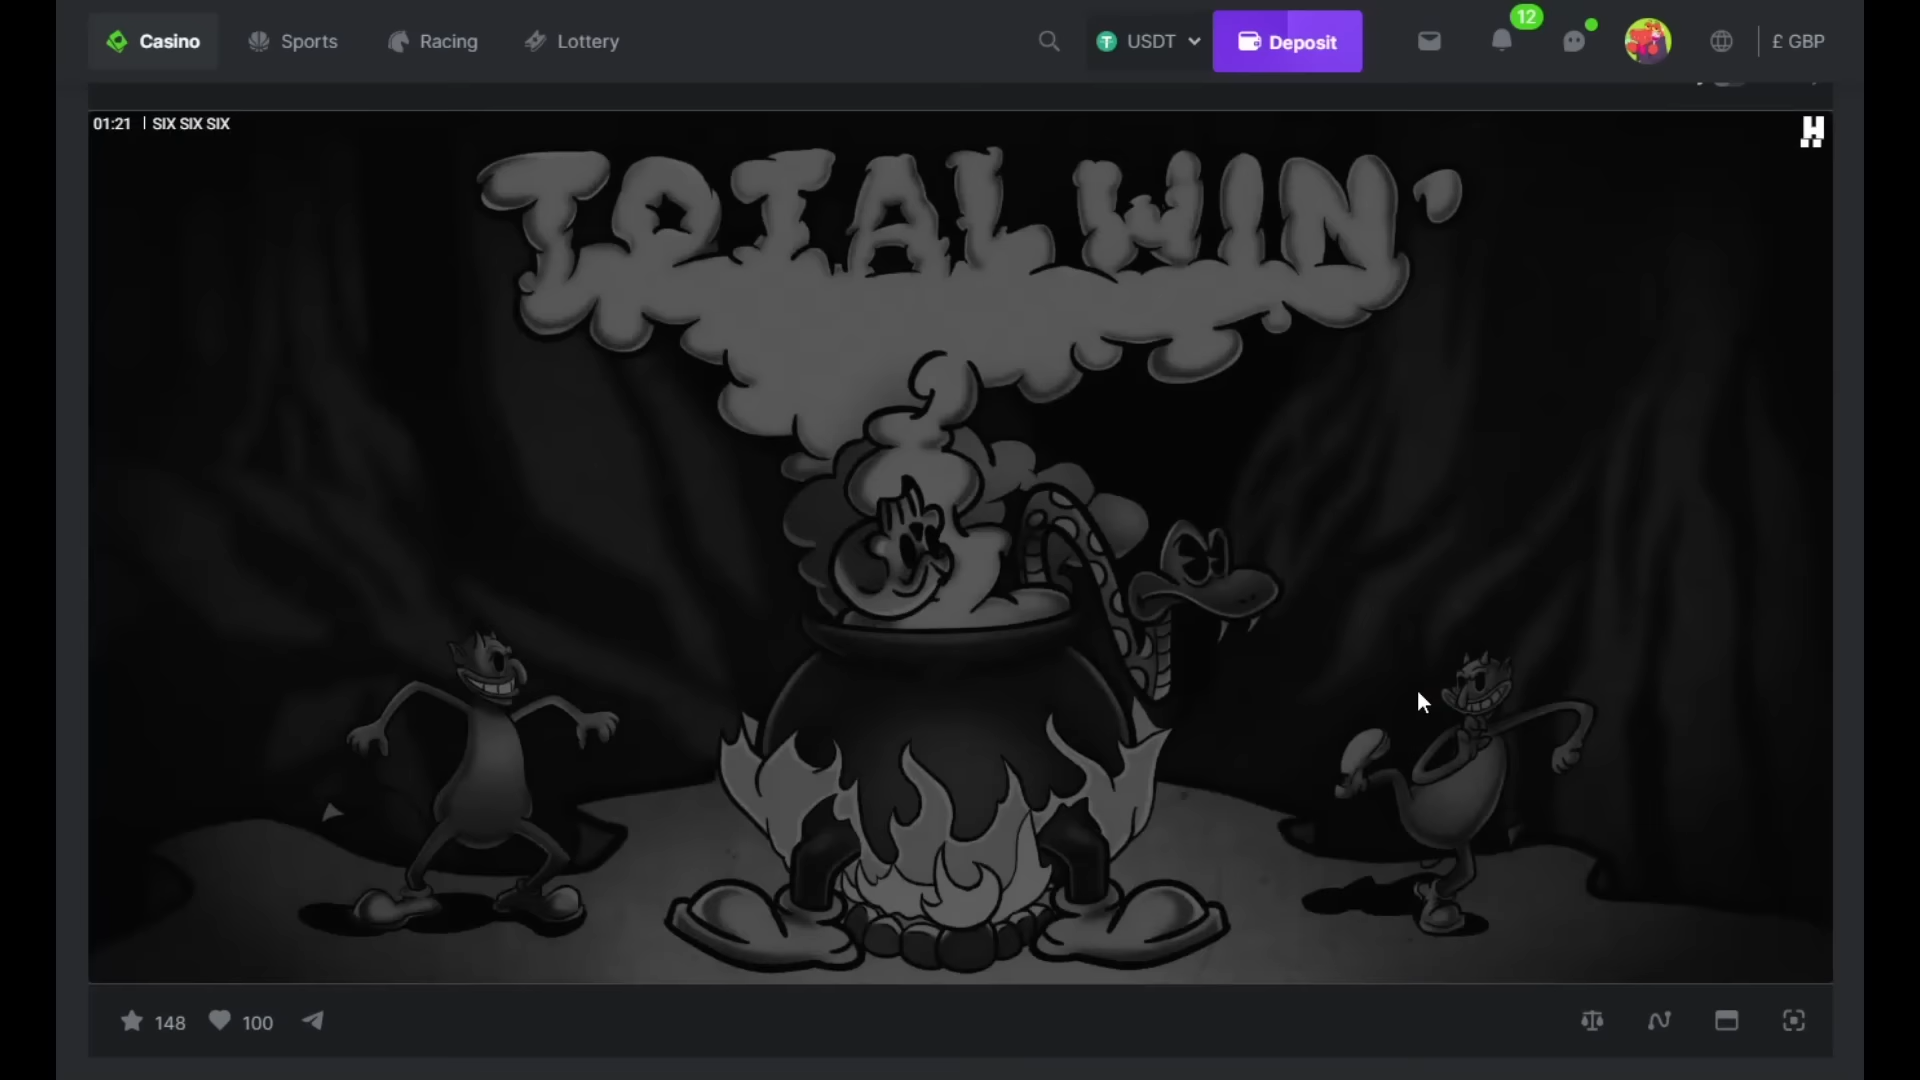 Casino
Sports
Racing
Lottery
USDT
Deposit
12
£ GBP
01:21 | SIX SIX SIX
TOTAL WIN
148
100